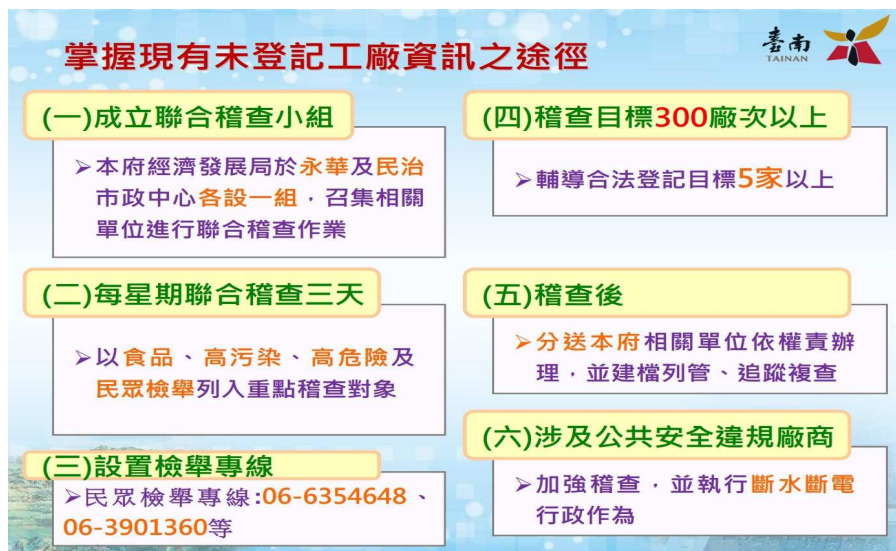 掌握現有未登記工廠資訊之途徑
臺南
TAINAN
(一)成立聯合稽查小組
➢本府經濟發展局於永華及民治
市政中心各設一組，召集相關
單位進行聯合稽查作業
(二)每星期聯合稽查三天
➢以食品、高污染、高危險及
民眾檢舉列入重點稽查對象
(三)設置檢舉專線
➢民眾檢舉專線:06-6354648、
06-3901360等
(四)稽查目標300廠次以上
➢輔導合法登記目標5家以上
(五)稽查後
➢分送本府相關單位依權責辦
理，並建檔列管、追蹤複查
(六)涉及公共安全違規廠商
➢加強稽查，並執行斷水斷電
行政作為